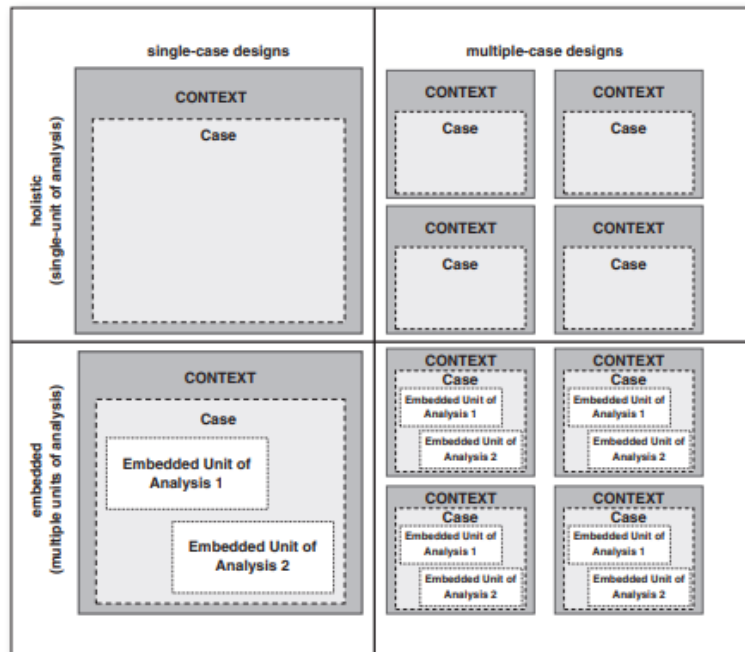 single-case designs
multiple-case designs
holistic
(single-unit of analysis)
CONTEXT
Case
CONTEXT
Case
CONTEXT
Case
CONTEXT
Case
CONTEXT
Case
embedded
(multiple units of analysis)
CONTEXT
Case
Embedded Unit of
Analysis 1
Embedded Unit of
Analysis 2
CONTEXT
Case
Embedded Unit of
Analysis 1
Embedded Unit of
Analysis 2
CONTEXT
Case
Embedded Unit of
Analysis 1
Embedded Unit of
Analysis 2
CONTEXT
Case
Embedded Unit of
Analysis 1
Embedded Unit of
Analysis 2
CONTEXT
Case
Embedded Unit of
Analysis 1
Embedded Unit of
Analysis 2